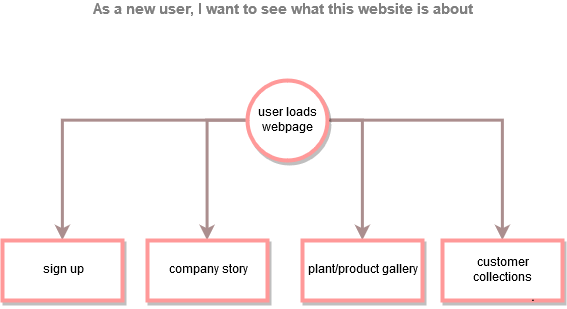 As a new user, I want to see what this website is about
user loads
webpage
sign up
company story
plant/product gallery
customer
collections